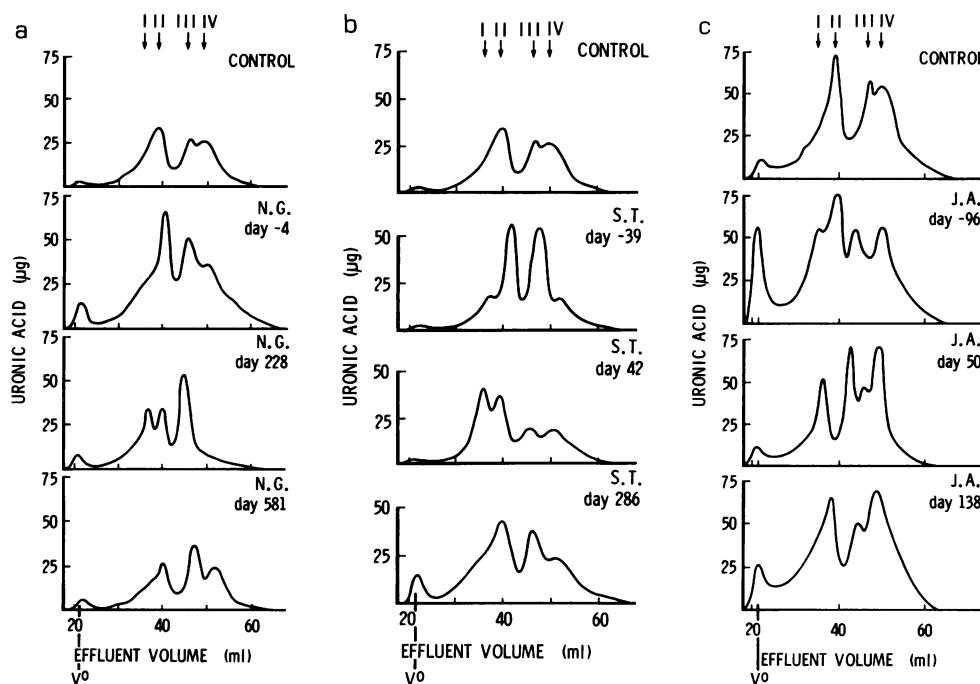 a
I II III IV
CONTROL
75
50
25
N.G.
day -4
75
50
25
N.G.
day 228
75
50
25
N.G.
day 581
75
50
25
20 40 60
URONIC ACID (µg)
EFFLUENT VOLUME (ml)
V⁰
b
I II III IV
CONTROL
75
50
25
S.T.
day -39
50
25
S.T.
day 42
50
25
S.T.
day 286
50
25
20 40 60
URONIC ACID (µg)
EFFLUENT VOLUME (ml)
V⁰
c
I II III IV
CONTROL
75
50
25
J.A.
day -96
75
50
25
J.A.
day 50
75
50
25
J.A.
day 138
75
50
25
20 40 60
URONIC ACID (µg)
EFFLUENT VOLUME (ml)
V⁰